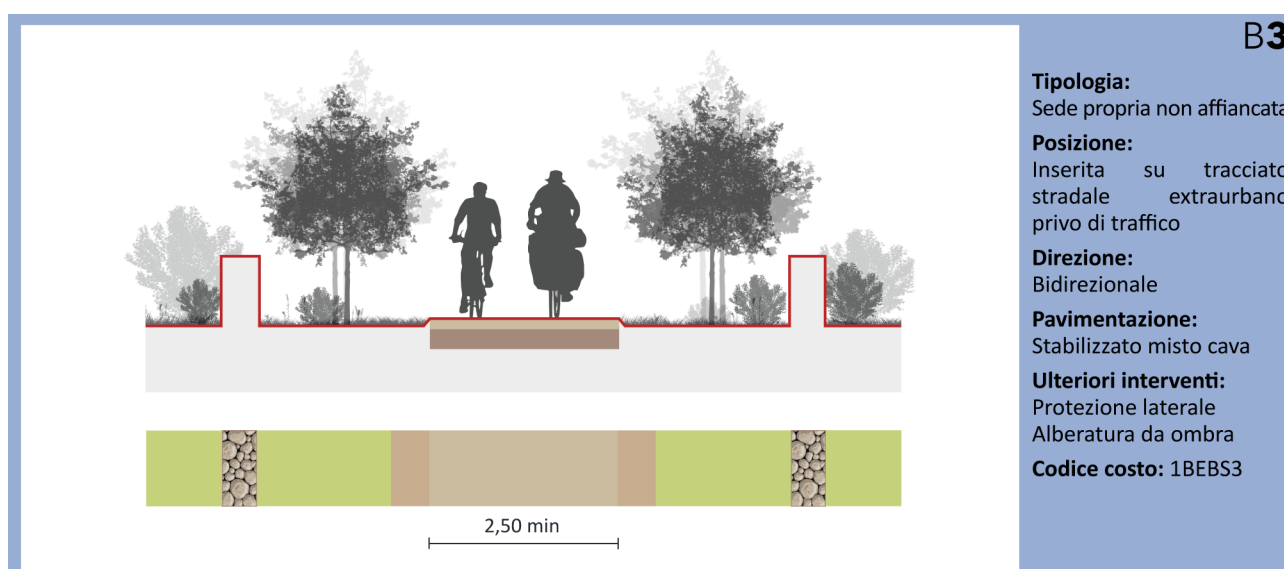 B3
Tipologia:
Sede propria non affiancata
Posizione:
Inserita su tracciato
stradale extraurbano
privo di traffico
Direzione:
Bidirezionale
Pavimentazione:
Stabilizzato misto cava
Ulteriori interventi:
Protezione laterale
Alberatura da ombra
Codice costo: 1BEBS3
2,50 min